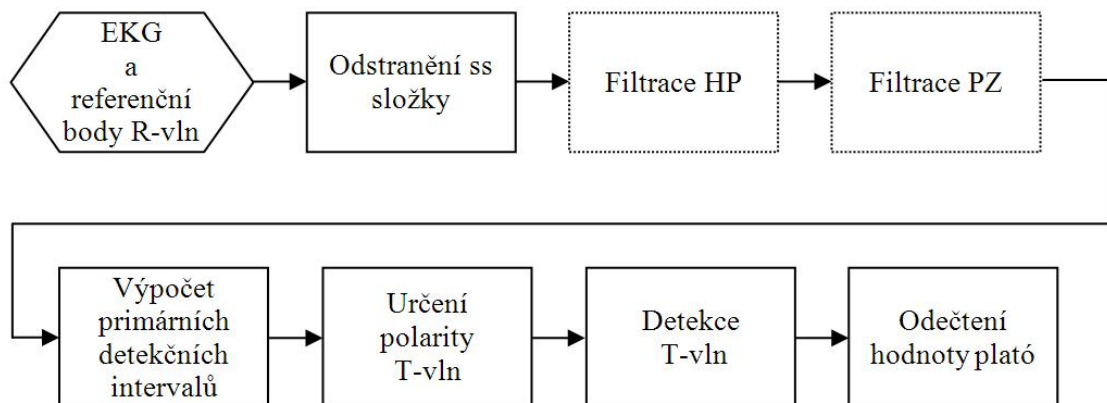 EKG
a
referenční
body R-vln
Odstranění ss
složky
Filtrace HP
Filtrace PZ
Výpočet
primárních
detekčních
intervalů
Určení
polarity
T-vln
Detekce
T-vln
Odečtení
hodnoty plató